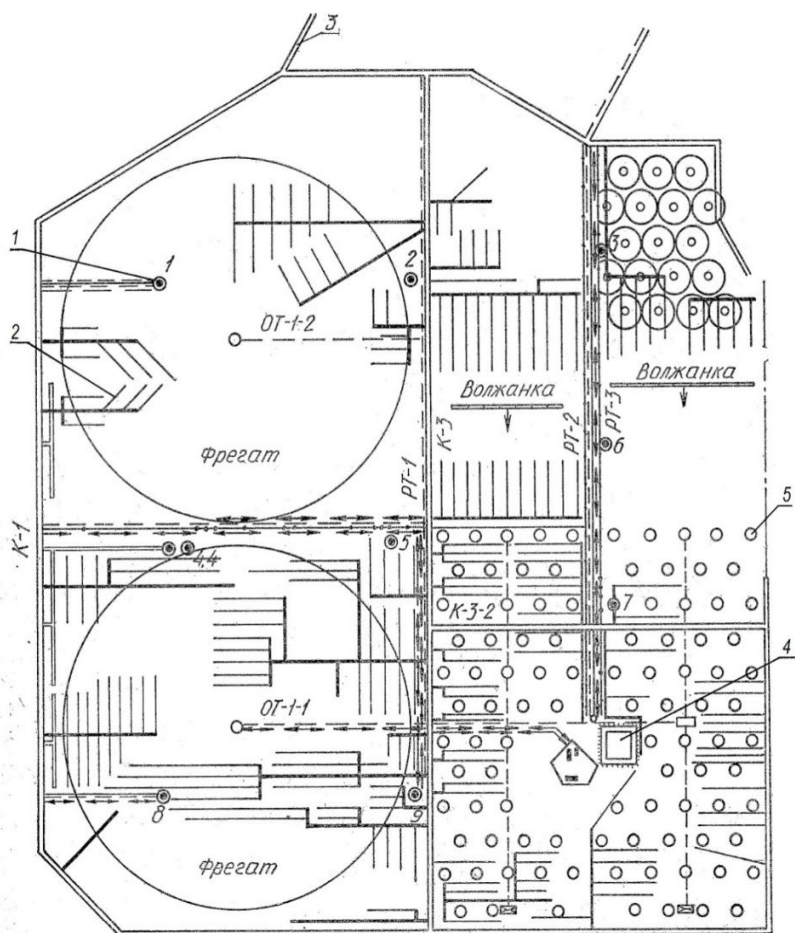 3
1
1
2
3
2
ОТ-1-2
Волжанка
Волжанка
К-3
РТ-2
РТ-3
РТ-1
6
Фрегат
5
К-1
4,4
5
7
К-3-2
4
ОТ-1-1
8
9
Фрегат